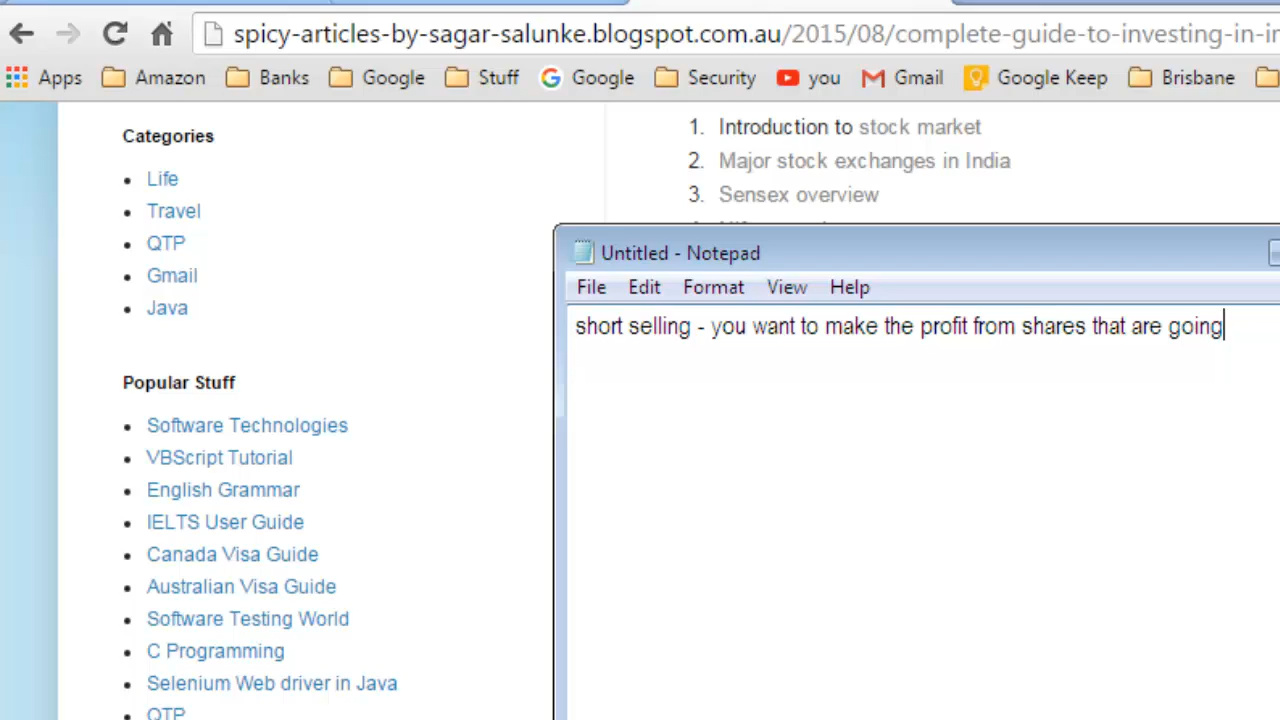 spicy-articles-by-sagar-salunke.blogspot.com.au/2015/08/complete-guide-to-investing-in-i
Apps Amazon Banks Google Stuff Google Security you Gmail Google Keep Brisbane
Categories
Life
Travel
QTP
Gmail
Java
Popular Stuff
Software Technologies
VBScript Tutorial
English Grammar
IELTS User Guide
Canada Visa Guide
Australian Visa Guide
Software Testing World
C Programming
Selenium Web driver in Java
QTP
1. Introduction to stock market
2. Major stock exchanges in India
3. Sensex overview
Untitled - Notepad
File Edit Format View Help
short selling - you want to make the profit from shares that are going